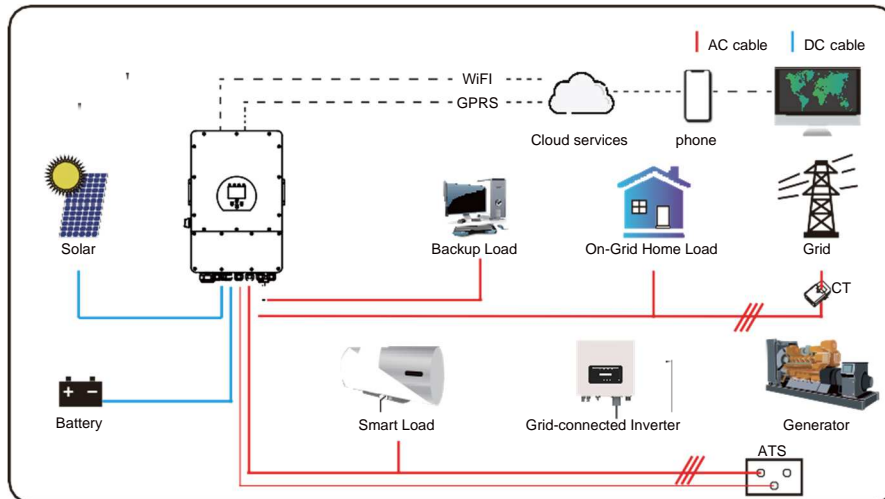 AC cable
DC cable
WiFI
GPRS
Cloud services
phone
Solar
Backup Load
On-Grid Home Load
Grid
CT
Battery
Smart Load
Grid-connected Inverter
Generator
ATS